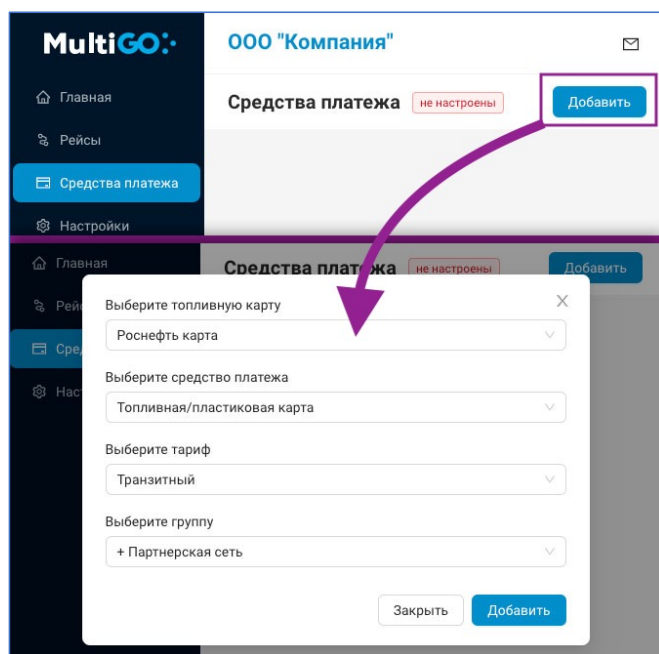 MultiGO
ООО "Компания"
Главная
Средства платежа не настроены Добавить
Рейсы
Средства платежа
Настройки
Главная
Средства платежа не настроены Добавить
Выберите топливную карту
Роснефть карта
Выберите средство платежа
Топливная/пластиковая карта
Выберите тариф
Транзитный
Выберите группу
+ Партнерская сеть
Закрыть Добавить